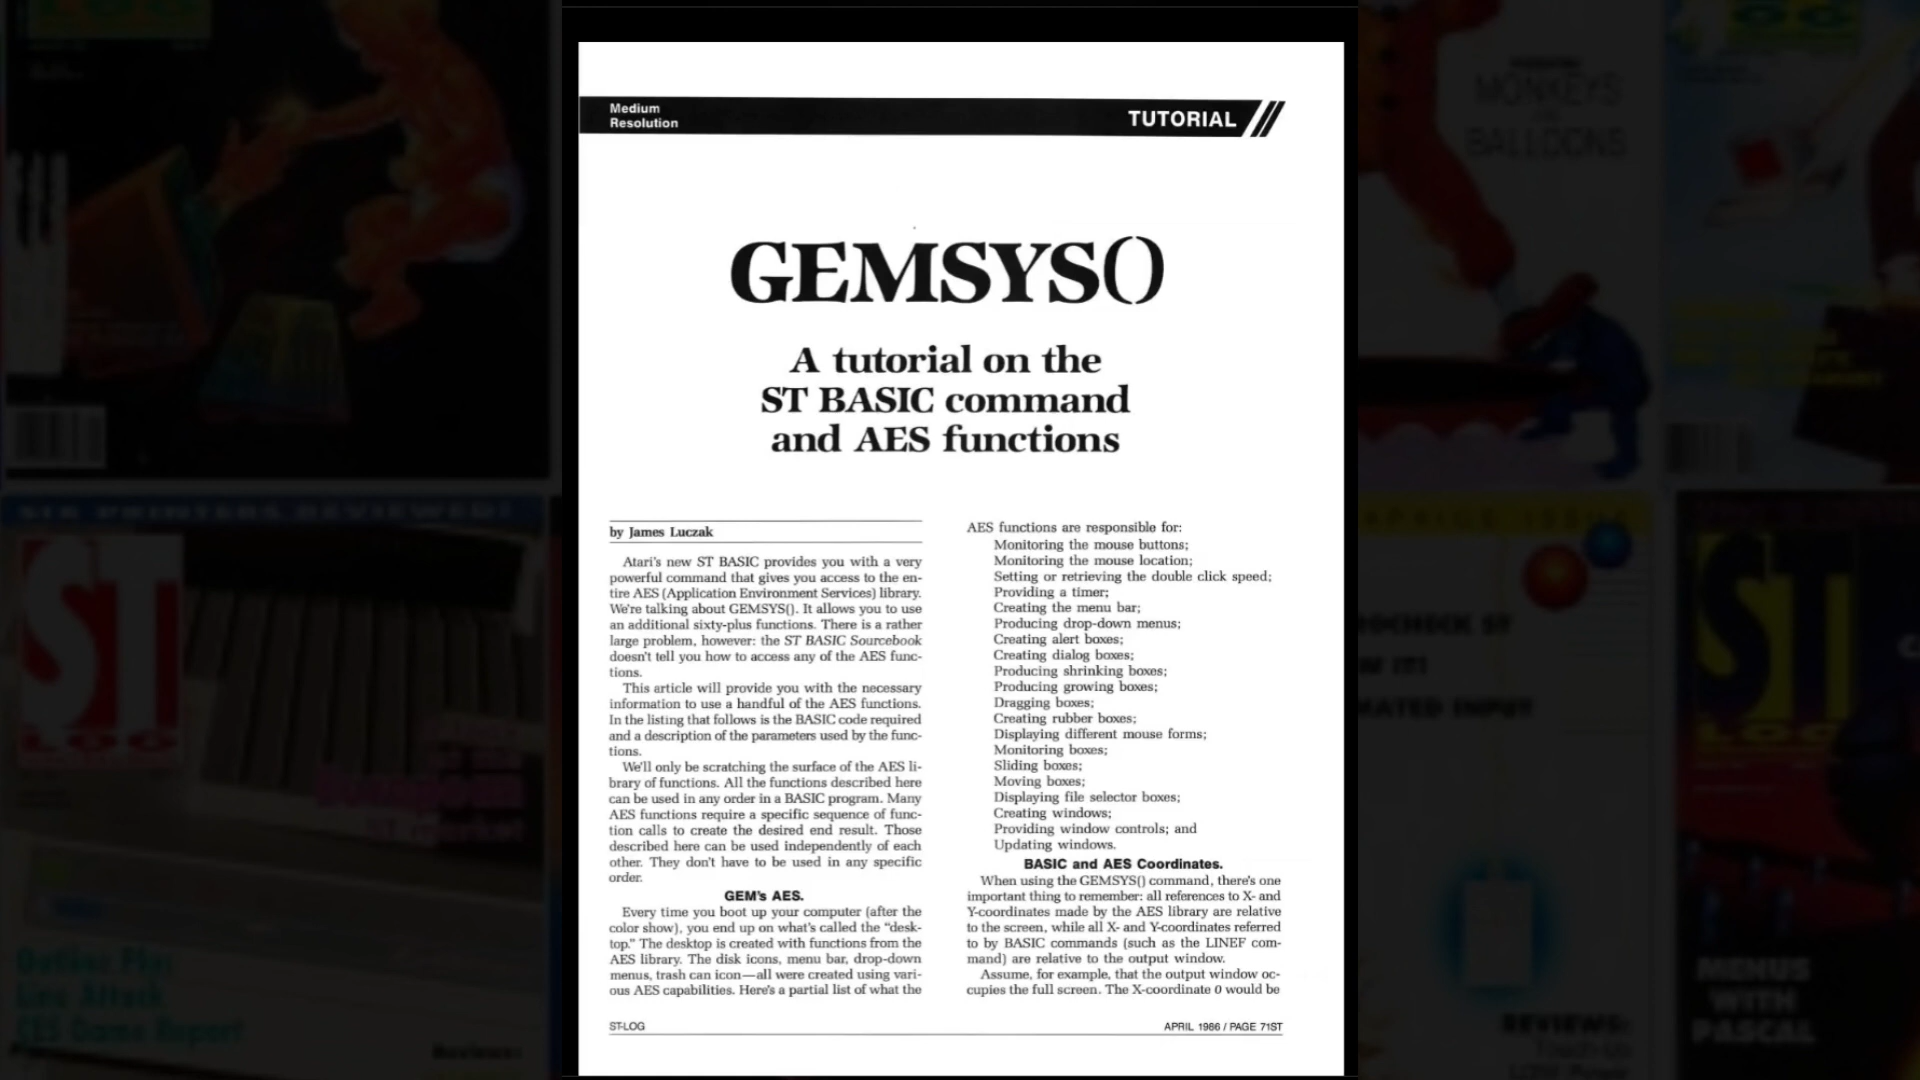 Medium
Resolution
TUTORIAL
GEMSYS()
A tutorial on the
ST BASIC command
and AES functions
by James Luczak
Atari's new ST BASIC provides you with a very
powerful command that gives you access to the en-
tire AES (Application Environment Services) library.
We're talking about GEMSYS(). It allows you to use
an additional sixty-plus functions. There is a rather
large problem, however: the ST BASIC Sourcebook
doesn't tell you how to access any of the AES func-
tions.
This article will provide you with the necessary
information to use a handful of the AES functions.
In the listing that follows is the BASIC code required
and a description of the parameters used by the func-
tions.
We'll only be scratching the surface of the AES li-
brary of functions. All the functions described here
can be used in any order in a BASIC program. Many
AES functions require a specific sequence of func-
tion calls to create the desired end result. Those
described here can be used independently of each
other. They don't have to be used in any specific
order.
GEM's AES.
Every time you boot up your computer (after the
color show), you end up on what's called the "desk-
top." The desktop is created with functions from the
AES library. The disk icons, menu bar, drop-down
menus, trash can icon—all were created using vari-
ous AES capabilities. Here's a partial list of what the
AES functions are responsible for:
Monitoring the mouse buttons;
Monitoring the mouse location;
Setting or retrieving the double click speed;
Providing a timer;
Creating the menu bar;
Producing drop-down menus;
Creating alert boxes;
Creating dialog boxes;
Producing shrinking boxes;
Producing growing boxes;
Dragging boxes;
Creating rubber boxes;
Displaying different mouse forms;
Monitoring boxes;
Sliding boxes;
Moving boxes;
Displaying file selector boxes;
Creating windows;
Providing window controls; and
Updating windows.
BASIC and AES Coordinates.
When using the GEMSYS() command, there's one
important thing to remember: all references to X- and
Y-coordinates made by the AES library are relative
to the screen, while all X- and Y-coordinates referred
to by BASIC commands (such as the LINEF com-
mand) are relative to the output window.
Assume, for example, that the output window oc-
cupies the full screen. The X-coordinate 0 would be
ST-LOG
APRIL 1986 / PAGE 71ST
MONKEYS
BALLOONS
ST
LOG
Outline Plus
Line Attack
CES Game Report
Reviews:
ST
LOG
MENUS
WITH
PASCAL
REVIEWS: